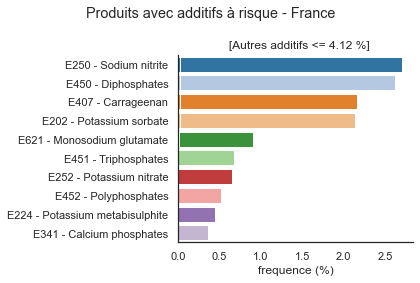 Produits avec additifs à risque - France
[Autres additifs <= 4.12 %]
E250 - Sodium nitrite
E450 - Diphosphates
E407 - Carrageenan
E202 - Potassium sorbate
E621 - Monosodium glutamate
E451 - Triphosphates
E252 - Potassium nitrate
E452 - Polyphosphates
E224 - Potassium metabisulphite
E341 - Calcium phosphates
0.0 0.5 1.0 1.5 2.0 2.5
frequence (%)